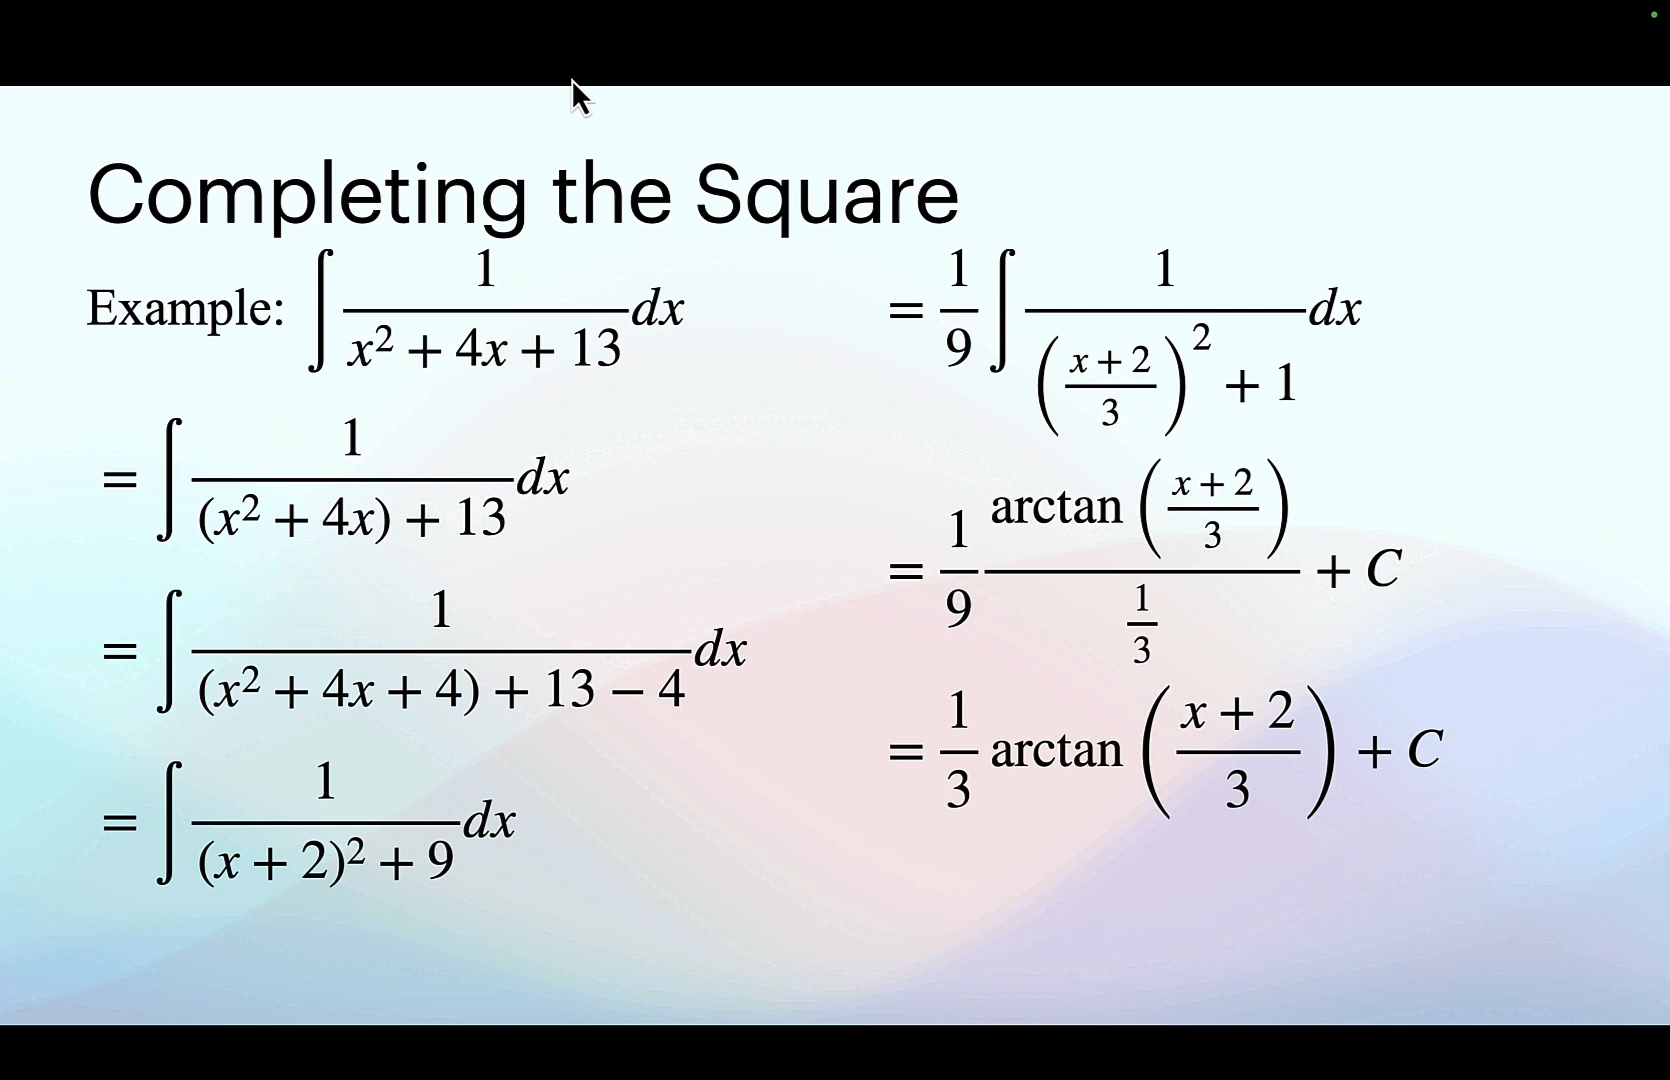 Completing the Square
Example: ∫ 1/(x² + 4x + 13) dx
= ∫ 1/((x² + 4x) + 13) dx
= ∫ 1/((x² + 4x + 4) + 13 − 4) dx
= ∫ 1/((x + 2)² + 9) dx
= 1/9 ∫ 1/(((x + 2)/3)² + 1) dx
= 1/9 arctan((x + 2)/3)/(1/3) + C
= 1/3 arctan((x + 2)/3) + C